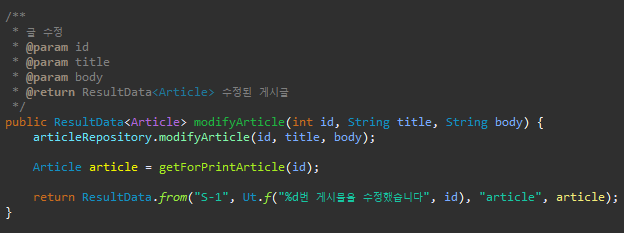 /**
 * 글 수정
 * @param id
 * @param title
 * @param body
 * @return ResultData<Article> 수정된 게시글
 */
public ResultData<Article> modifyArticle(int id, String title, String body) {
    articleRepository.modifyArticle(id, title, body);

    Article article = getForPrintArticle(id);

    return ResultData.from("S-1", Ut.f("%d번 게시물을 수정했습니다", id), "article", article);
}